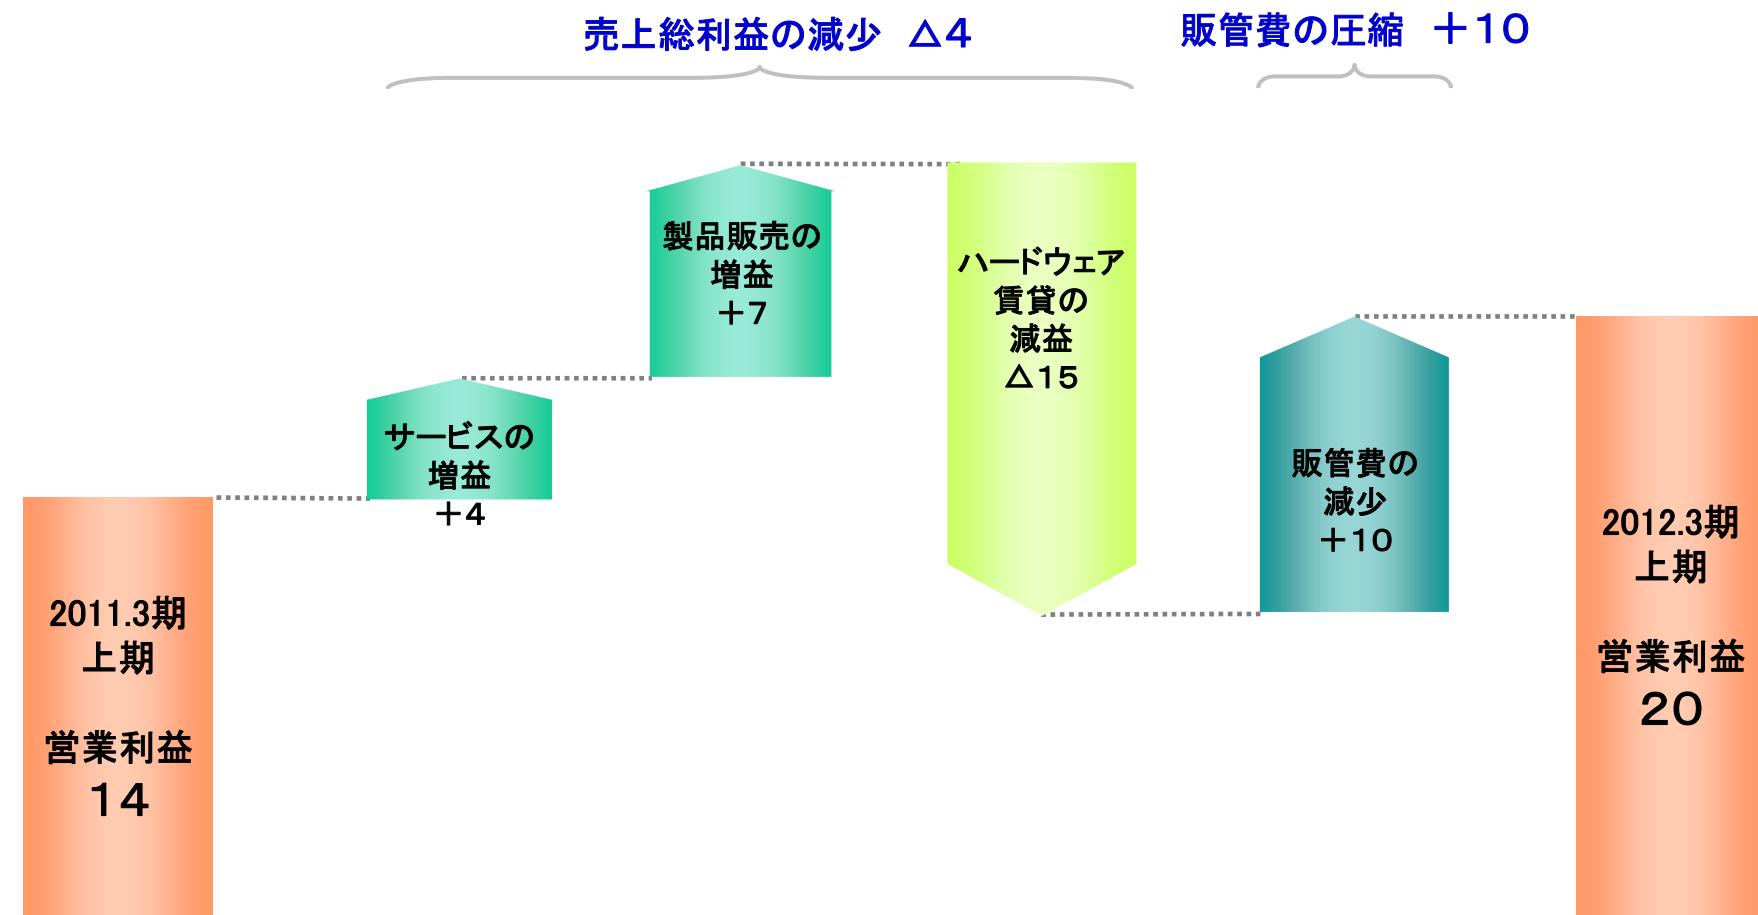 売上総利益の減少　△４
販管費の圧縮　＋１０
製品販売の
増益
＋７
ハードウェア
賃貸の
減益
△１５
サービスの
増益
＋４
販管費の
減少
＋１０
2011.3期
上期
営業利益
１４
2012.3期
上期
営業利益
２０